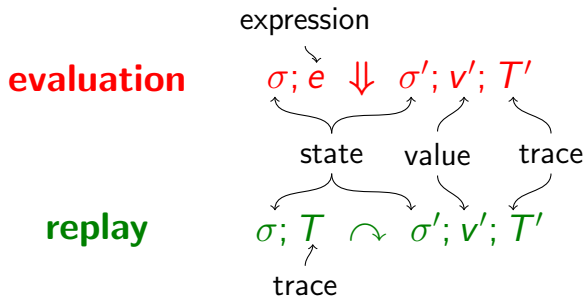 expression
evaluation σ; e ⇓ σ′; v′; T′
state value trace
replay σ; T ↷ σ′; v′; T′
trace